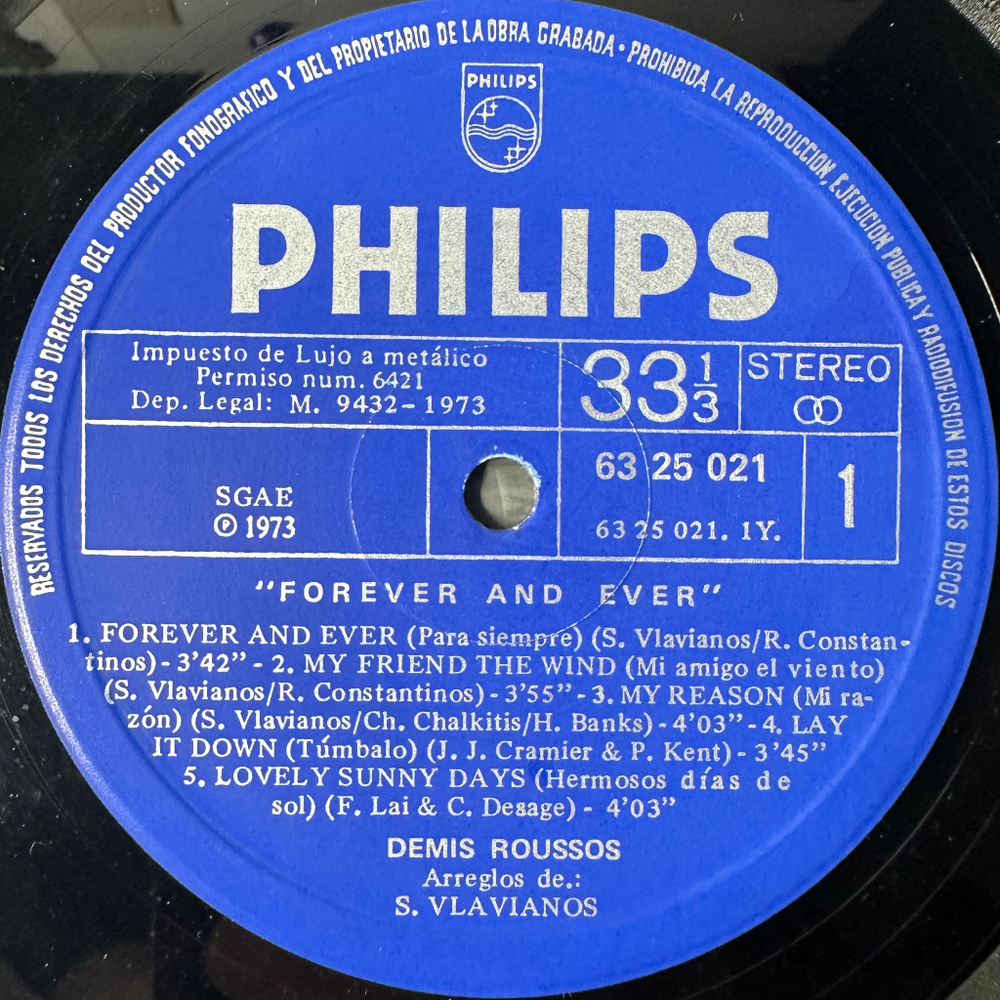 RESERVADOS TODOS LOS DERECHOS DEL PRODUCTOR FONOGRAFICO Y DEL PROPIETARIO DE LA OBRA GRABADA · PROHIBIDA LA REPRODUCCION, EJECUCION PUBLICA Y RADIODIFUSION DE ESTOS DISCOS
PHILIPS
PHILIPS
Impuesto de Lujo a metálico
Permiso num. 6421
Dep. Legal: M. 9432-1973
33 1/3
STEREO
SGAE
Ⓟ 1973
63 25 021
63 25 021. 1Y.
1
"FOREVER AND EVER"
1. FOREVER AND EVER (Para siempre) (S. Vlavianos/R. Constan-
tinos) - 3'42" - 2. MY FRIEND THE WIND (Mi amigo el viento)
(S. Vlavianos/R. Constantinos) - 3'55" - 3. MY REASON (Mi ra-
zón) (S. Vlavianos/Ch. Chalkitis/H. Banks) - 4'03" - 4. LAY
IT DOWN (Túmbalo) (J. J. Cramier & P. Kent) - 3'45"
5. LOVELY SUNNY DAYS (Hermosos días de
sol) (F. Lai & C. Desage) - 4'03"
DEMIS ROUSSOS
Arreglos de.:
S. VLAVIANOS